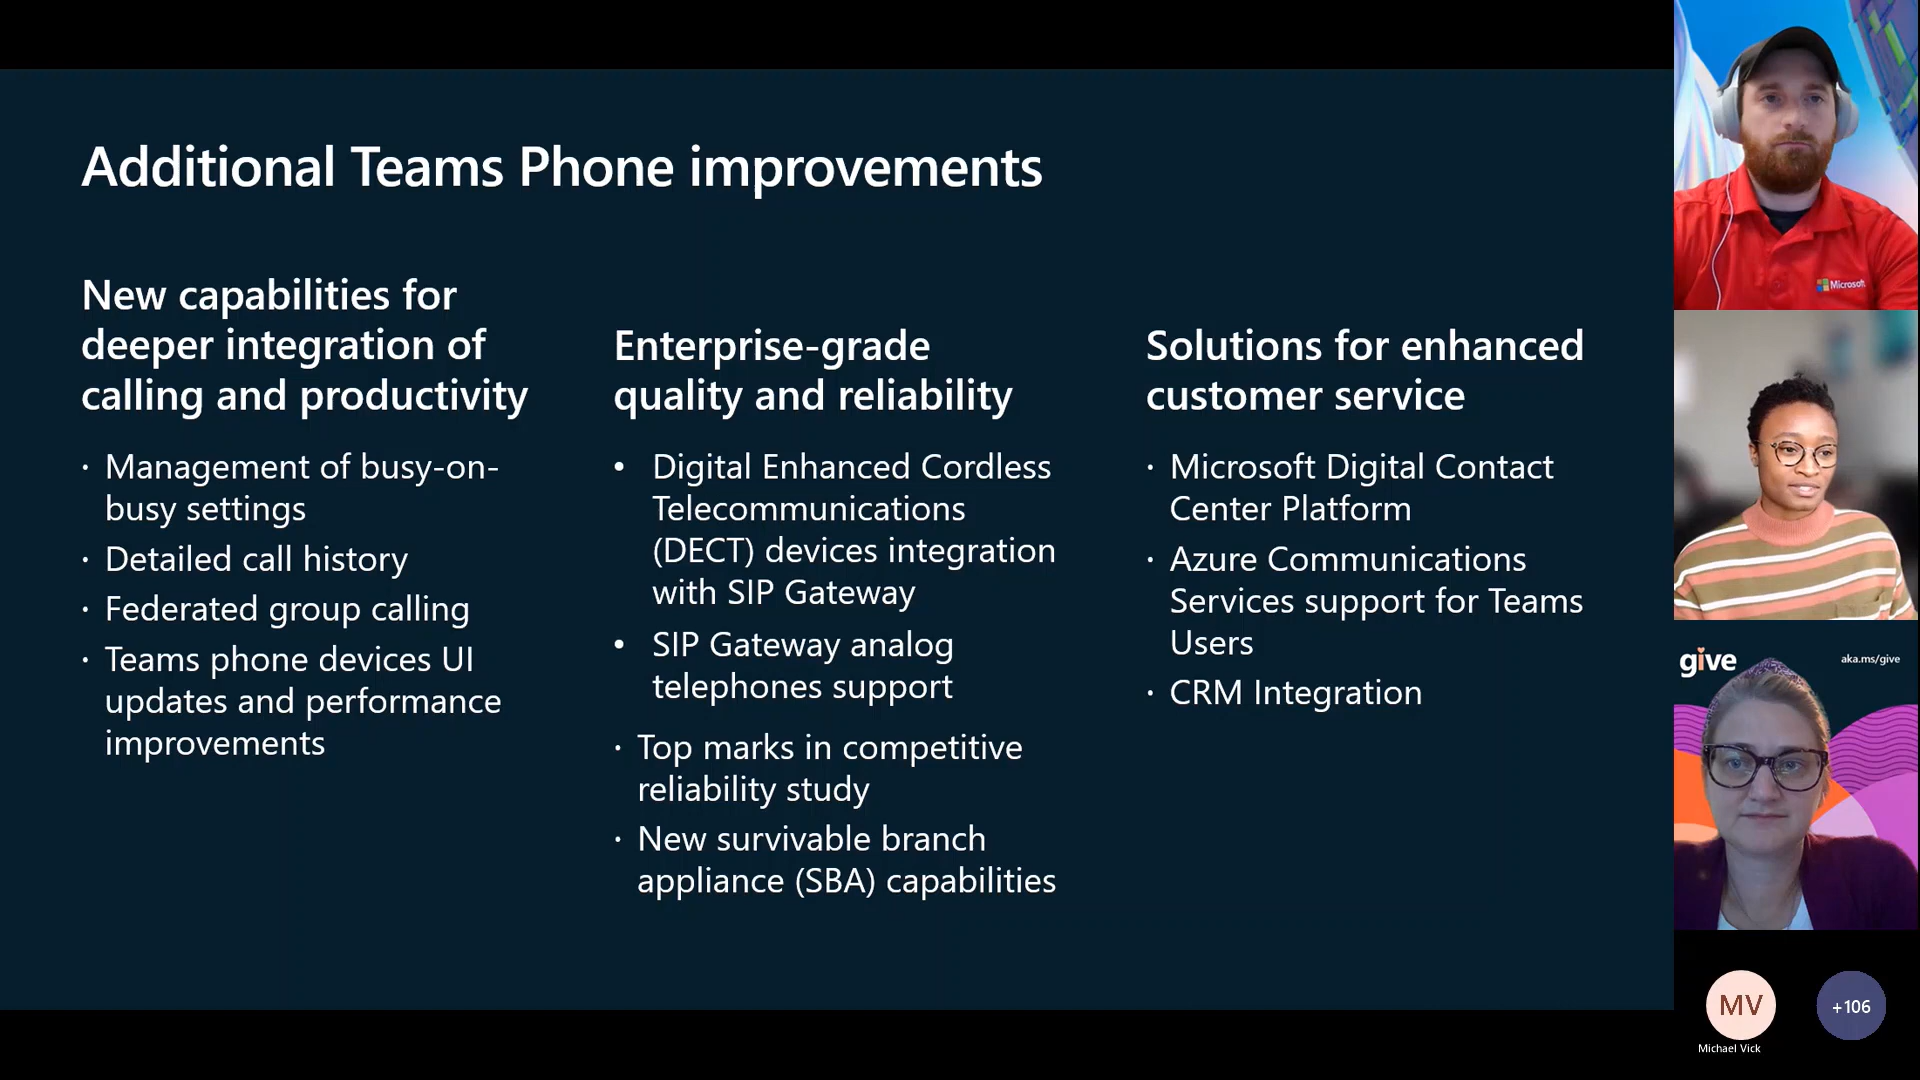 Additional Teams Phone improvements
New capabilities for
deeper integration of
calling and productivity
· Management of busy-on-
busy settings
· Detailed call history
· Federated group calling
· Teams phone devices UI
updates and performance
improvements
Enterprise-grade
quality and reliability
• Digital Enhanced Cordless
Telecommunications
(DECT) devices integration
with SIP Gateway
• SIP Gateway analog
telephones support
· Top marks in competitive
reliability study
· New survivable branch
appliance (SBA) capabilities
Solutions for enhanced
customer service
· Microsoft Digital Contact
Center Platform
· Azure Communications
Services support for Teams
Users
· CRM Integration
Microsoft
give
aka.ms/give
MV
+106
Michael Vick